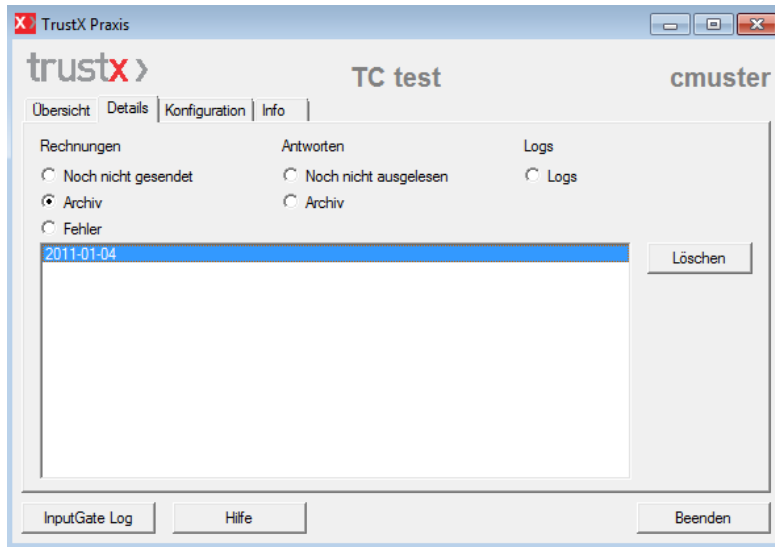 TrustX Praxis
trustx
TC test
cmuster
Übersicht Details Konfiguration Info
Rechnungen Antworten Logs
Noch nicht gesendet Noch nicht ausgelesen Logs
Archiv Archiv
Fehler
2011-01-04
Löschen
InputGate Log Hilfe Beenden